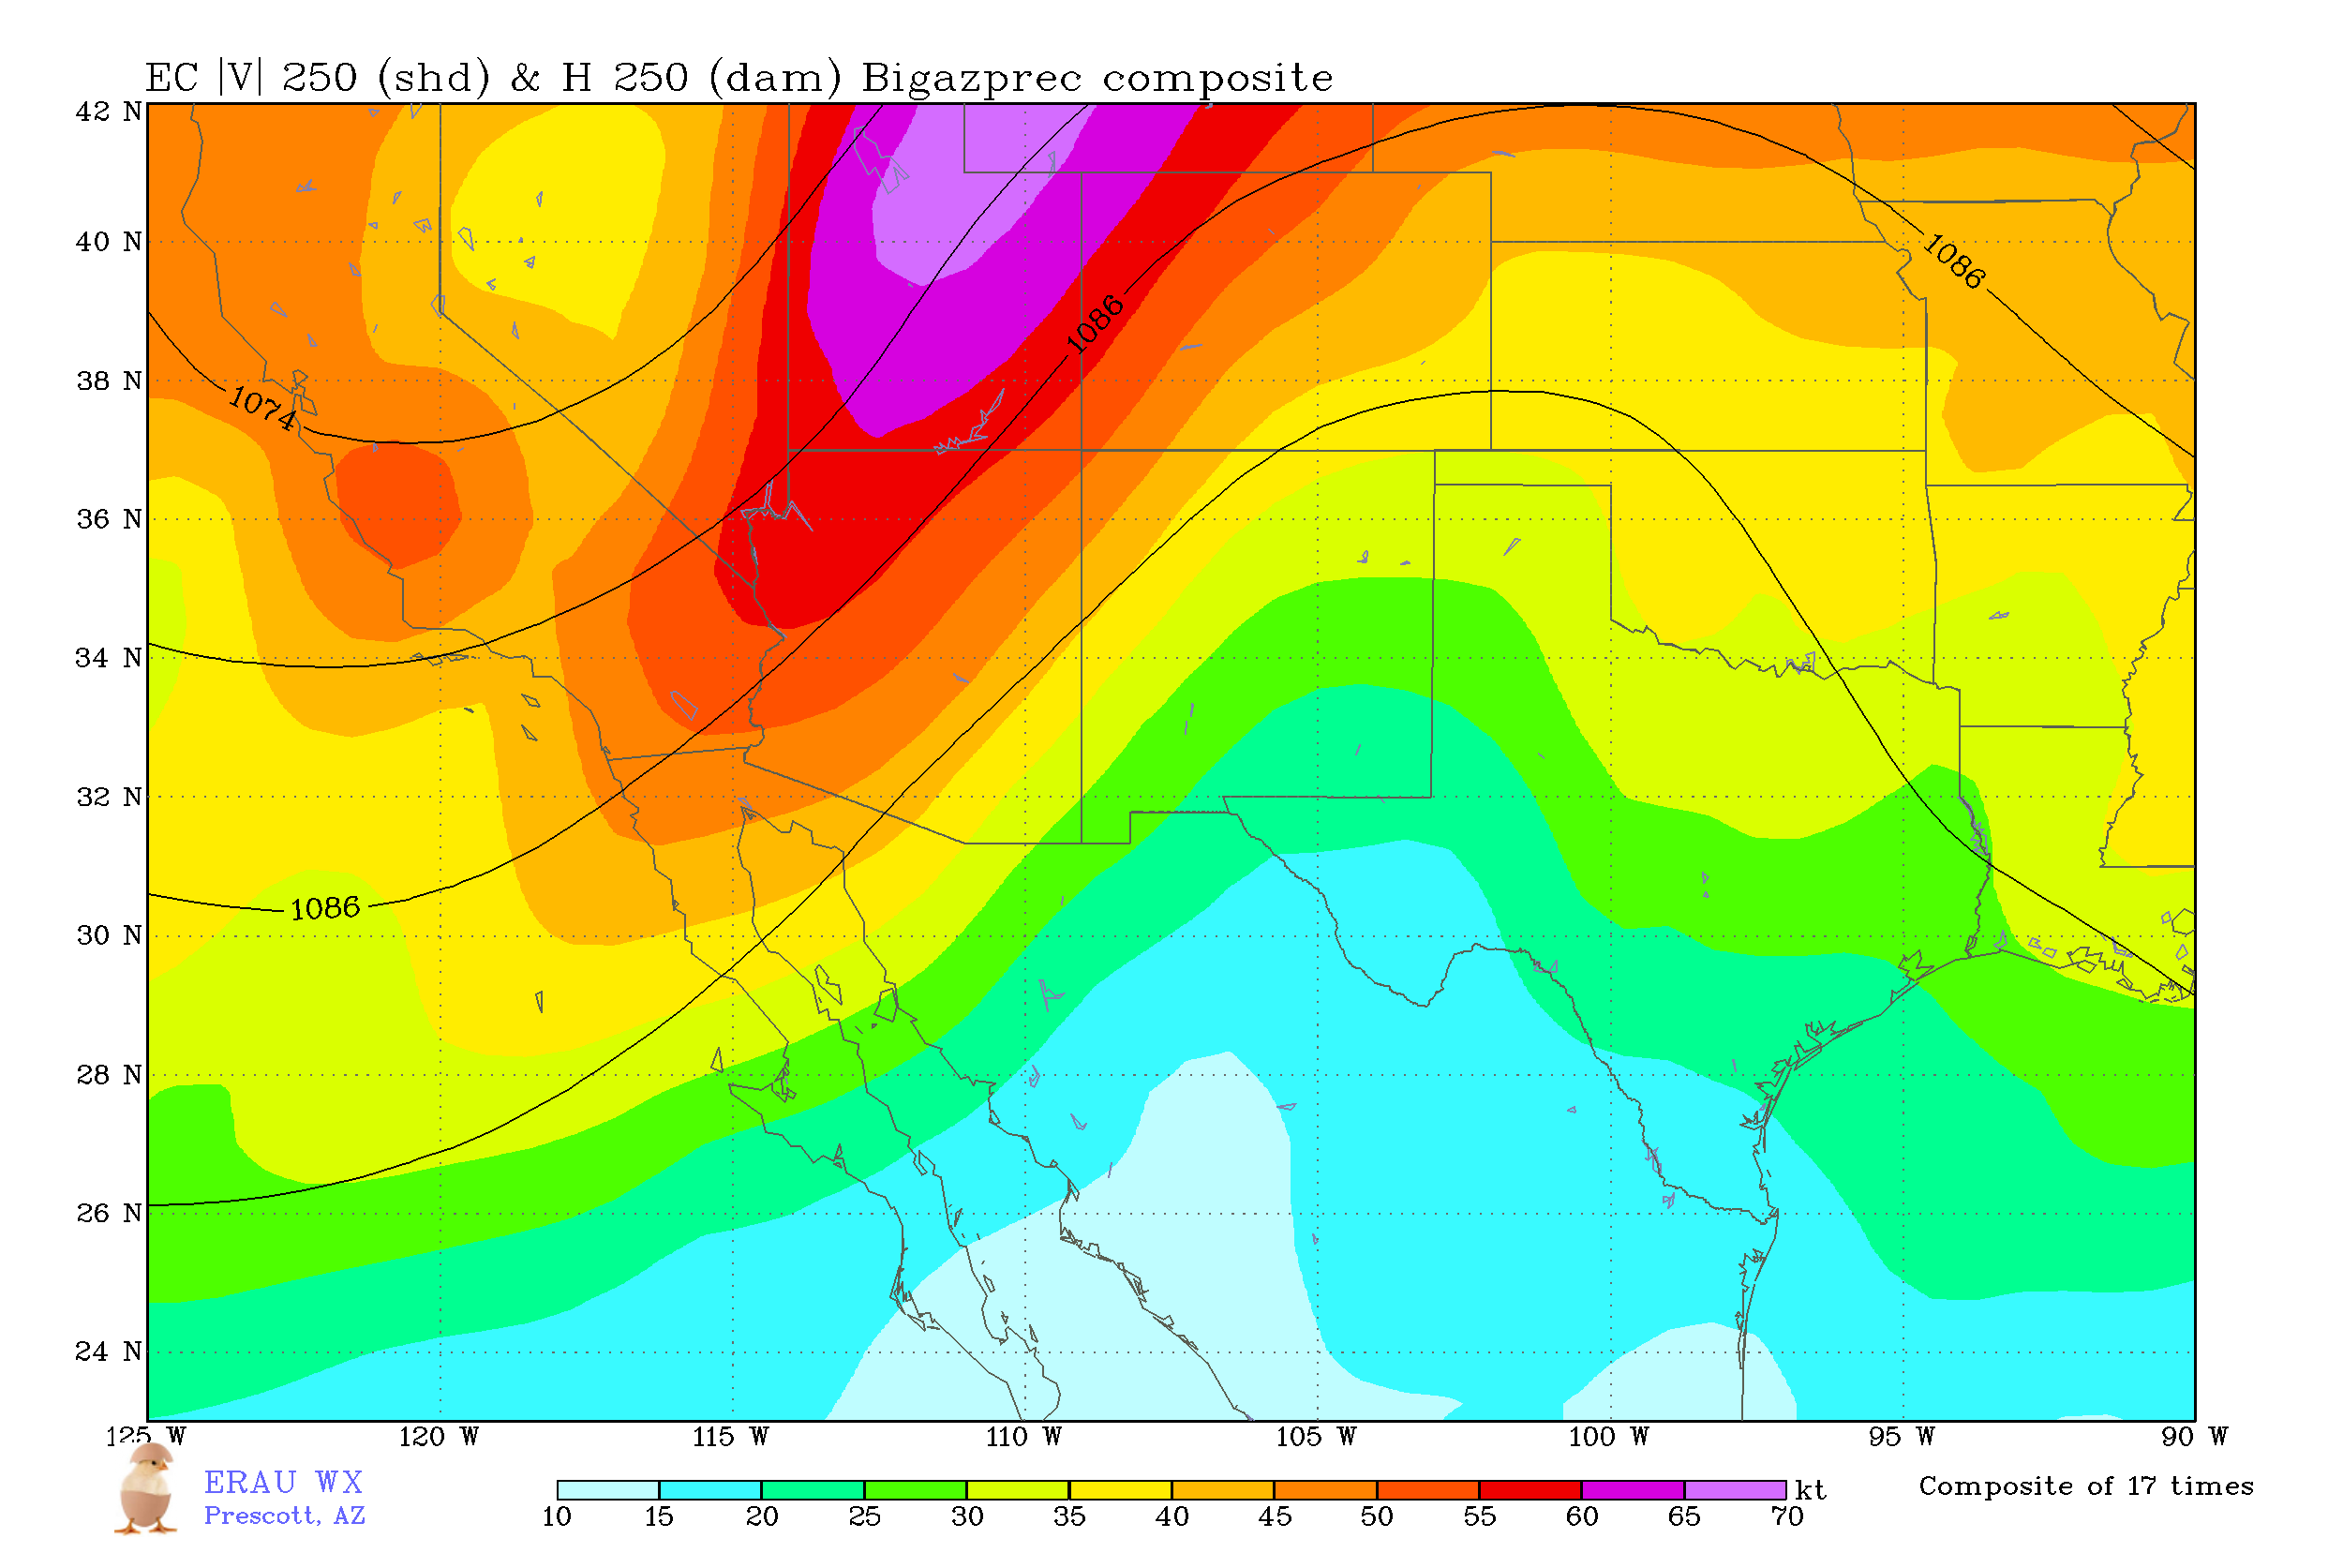 EC |V| 250 (shd) & H 250 (dam) Bigazprec composite
42 N
40 N
38 N
36 N
34 N
32 N
30 N
28 N
26 N
24 N
1086
1086
1074
1086
125 W 120 W 115 W 110 W 105 W 100 W 95 W 90 W
ERAU WX
Prescott, AZ
kt
10 15 20 25 30 35 40 45 50 55 60 65 70
Composite of 17 times